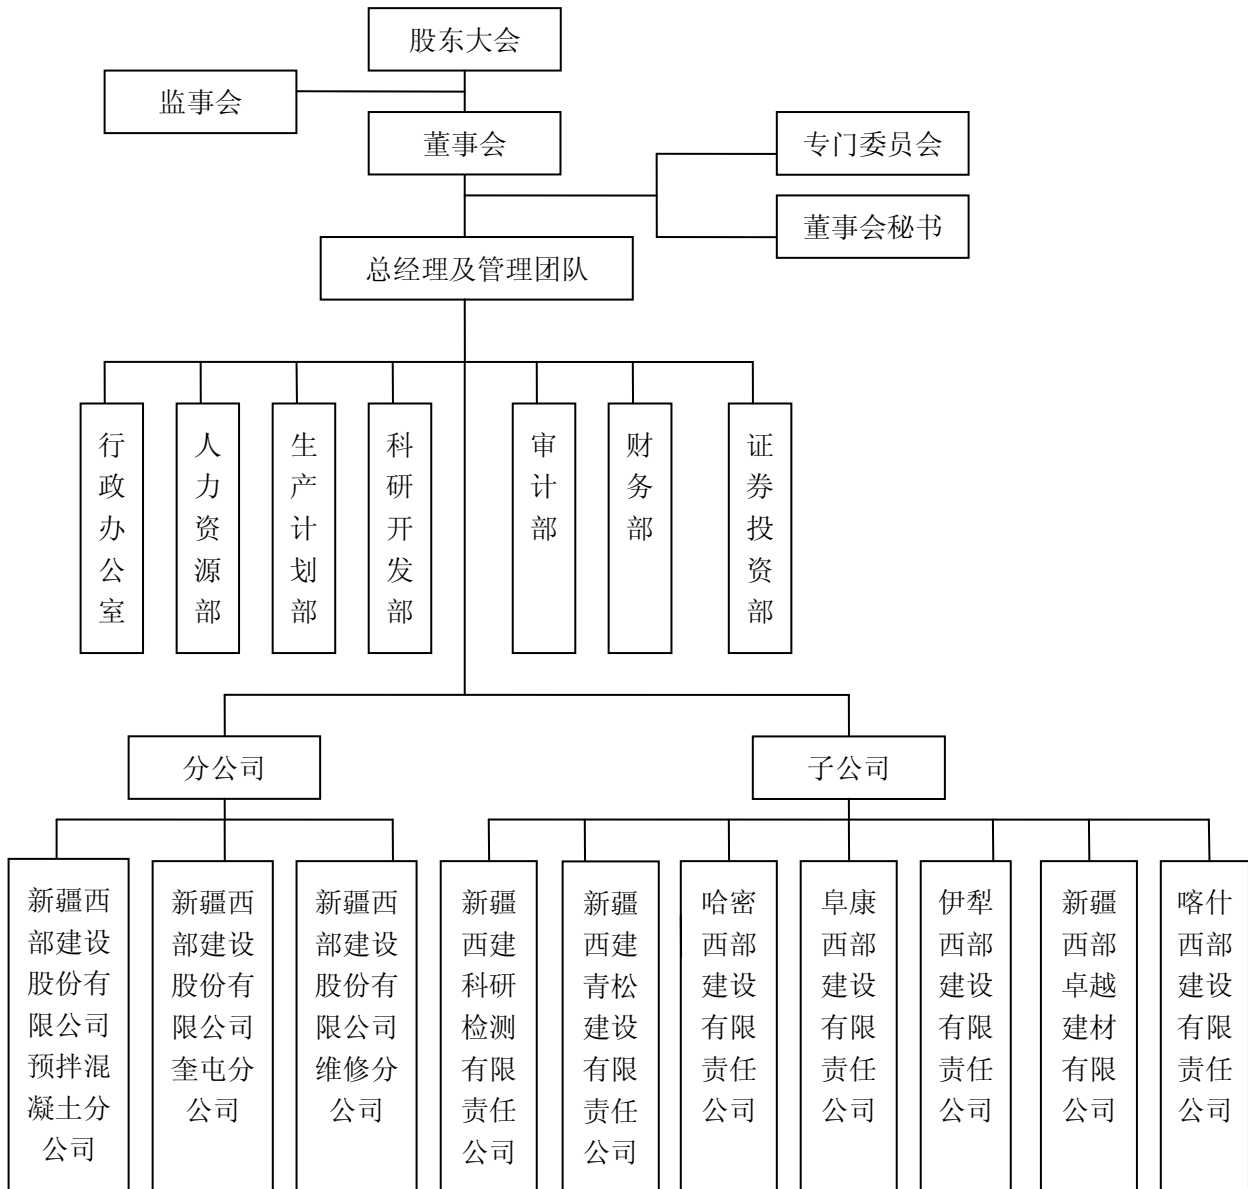 股东大会
监事会
董事会
专门委员会
董事会秘书
总经理及管理团队
行政办公室
人力资源部
生产计划部
科研开发部
审计部
财务部
证券投资部
分公司
子公司
新疆西
部建设
股份有
限公司
预拌混
凝土分
公司
新疆西
部建设
股份有
限公司
奎屯分
公司
新疆西
部建设
股份有
限公司
维修分
公司
新疆
西建
科研
检测
有限
责任
公司
新疆
西建
青松
建设
有限
责任
公司
哈密
西部
建设
有限
责任
公司
阜康
西部
建设
有限
责任
公司
伊犁
西部
建设
有限
责任
公司
新疆
西部
卓越
建材
有限
公司
喀什
西部
建设
有限
责任
公司